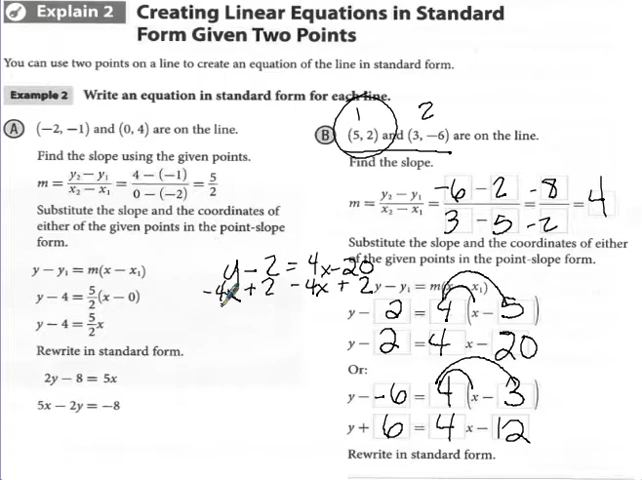 Explain 2 Creating Linear Equations in Standard
Form Given Two Points
You can use two points on a line to create an equation of the line in standard form.
Example 2 Write an equation in standard form for each line.
A (−2, −1) and (0, 4) are on the line.
Find the slope using the given points.
m = (y₂ − y₁)/(x₂ − x₁) = (4 − (−1))/(0 − (−2)) = 5/2
Substitute the slope and the coordinates of
either of the given points in the point-slope
form.
y − y₁ = m(x − x₁)
y − 4 = 5/2(x − 0)
y − 4 = 5/2x
Rewrite in standard form.
2y − 8 = 5x
5x − 2y = −8
y − 2 = 4x − 20
−4x + 2 − 4x + 2
1 2
B (5, 2) and (3, −6) are on the line.
Find the slope.
m = (y₂ − y₁)/(x₂ − x₁) = (−6 − 2)/(3 − 5) = −8/−2 = 4
Substitute the slope and the coordinates of either
of the given points in the point-slope form.
y − y₁ = m(x − x₁)
y − 2 = 4(x − 5)
y − 2 = 4x − 20
Or:
y − −6 = 4(x − 3)
y + 6 = 4x − 12
Rewrite in standard form.